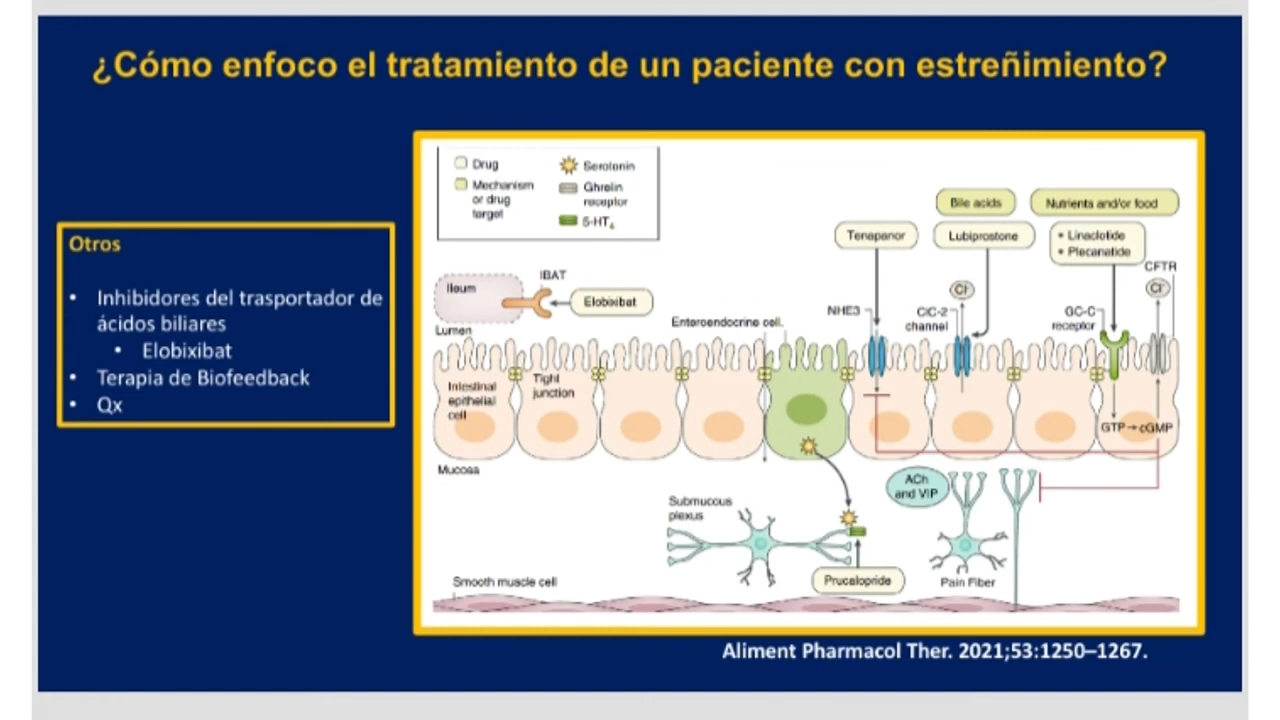 ¿Cómo enfoco el tratamiento de un paciente con estreñimiento?
Otros
• Inhibidores del trasportador de
ácidos biliares
• Elobixibat
• Terapia de Biofeedback
• Qx
Drug
Mechanism
or drug
target
Serotonin
Ghrelin
receptor
5-HT4
Bile acids
Nutrients and/or food
Tenapanor
Lubiprostone
• Linaclotide
• Plecanatide
CFTR
Ileum
IBAT
Elobixibat
Cl-
Cl-
Lumen
Enteroendocrine cell.
NHE3
ClC-2
channel
GC-C
receptor
Intestinal
epithelial
cell
Tight
junction
GTP→cGMP
Mucosa
ACh
and VIP
Submucous
plexus
Smooth muscle cell
Prucalopride
Pain Fiber
Aliment Pharmacol Ther. 2021;53:1250–1267.